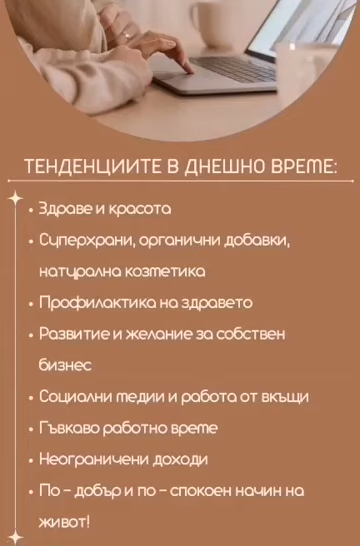 ТЕНДЕНЦИИТЕ В ДНЕШНО ВРЕМЕ:
• Здраве и красота
• Суперхрани, органични добавки,
натурална козметика
• Профилактика на здравето
• Развитие и желание за собствен
бизнес
• Социални медии и работа от вкъщи
• Гъвкаво работно време
• Неограничени доходи
• По – добър и по – спокоен начин на
живот!